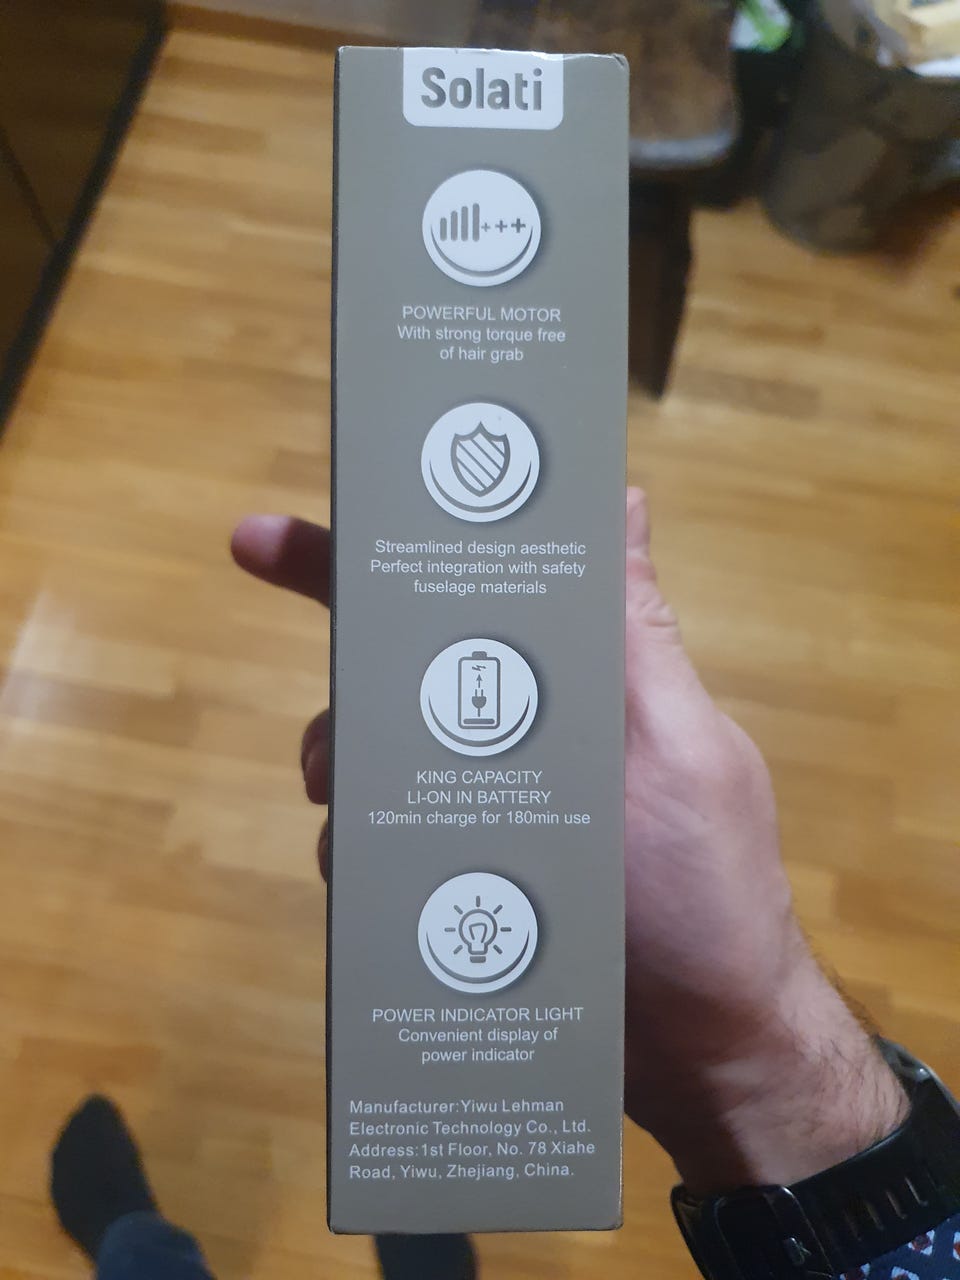 Solati
+++
POWERFUL MOTOR
With strong torque free
of hair grab
Streamlined design aesthetic
Perfect integration with safety
fuselage materials
KING CAPACITY
LI-ON IN BATTERY
120min charge for 180min use
POWER INDICATOR LIGHT
Convenient display of
power indicator
Manufacturer:Yiwu Lehman
Electronic Technology Co., Ltd.
Address:1st Floor, No. 78 Xiahe
Road, Yiwu, Zhejiang, China.